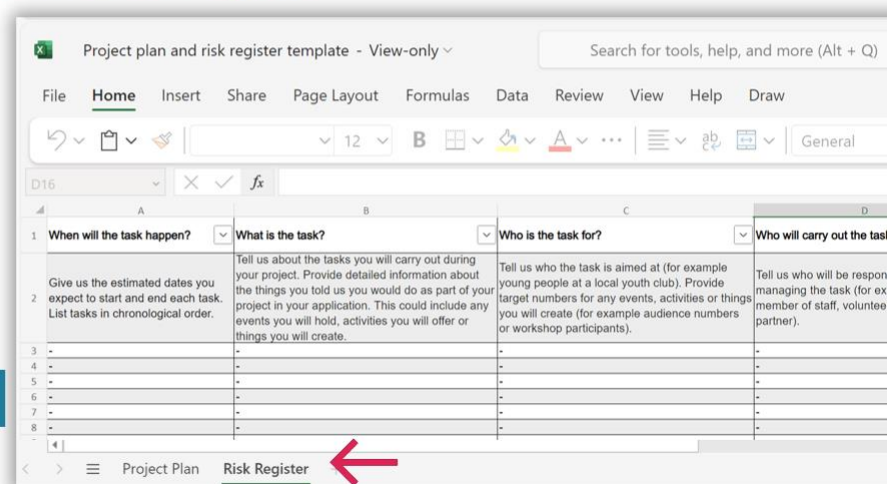 Project plan and risk register template - View-only
Search for tools, help, and more (Alt + Q)
File Home Insert Share Page Layout Formulas Data Review View Help Draw
12 B A ... ab General
D16 fx
A B C D
1 When will the task happen? What is the task? Who is the task for? Who will carry out the task
2
Give us the estimated dates you
expect to start and end each task.
List tasks in chronological order.
Tell us about the tasks you will carry out during
your project. Provide detailed information about
the things you told us you would do as part of your
project in your application. This could include any
events you will hold, activities you will offer or
things you will create.
Tell us who the task is aimed at (for example
young people at a local youth club). Provide
target numbers for any events, activities or things
you will create (for example audience numbers
or workshop participants).
Tell us who will be respon
managing the task (for ex
member of staff, voluntee
partner).
3 - - - -
4 - - - -
5 - - - -
6 - - - -
7 - - - -
8 - - - -
Project Plan Risk Register